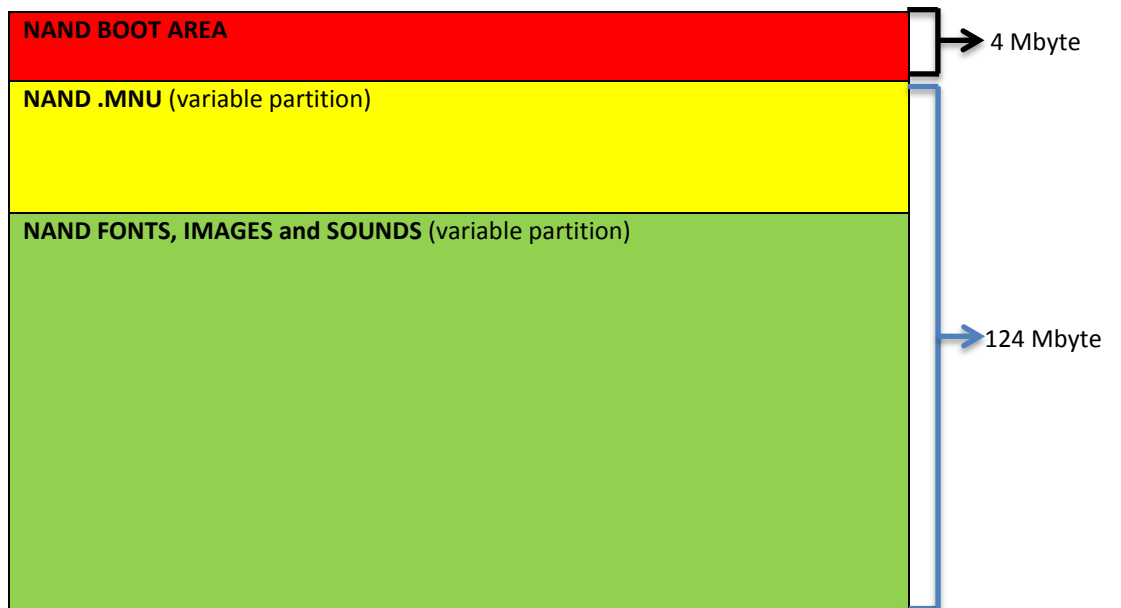 NAND BOOT AREA
4 Mbyte
NAND .MNU (variable partition)
NAND FONTS, IMAGES and SOUNDS (variable partition)
124 Mbyte